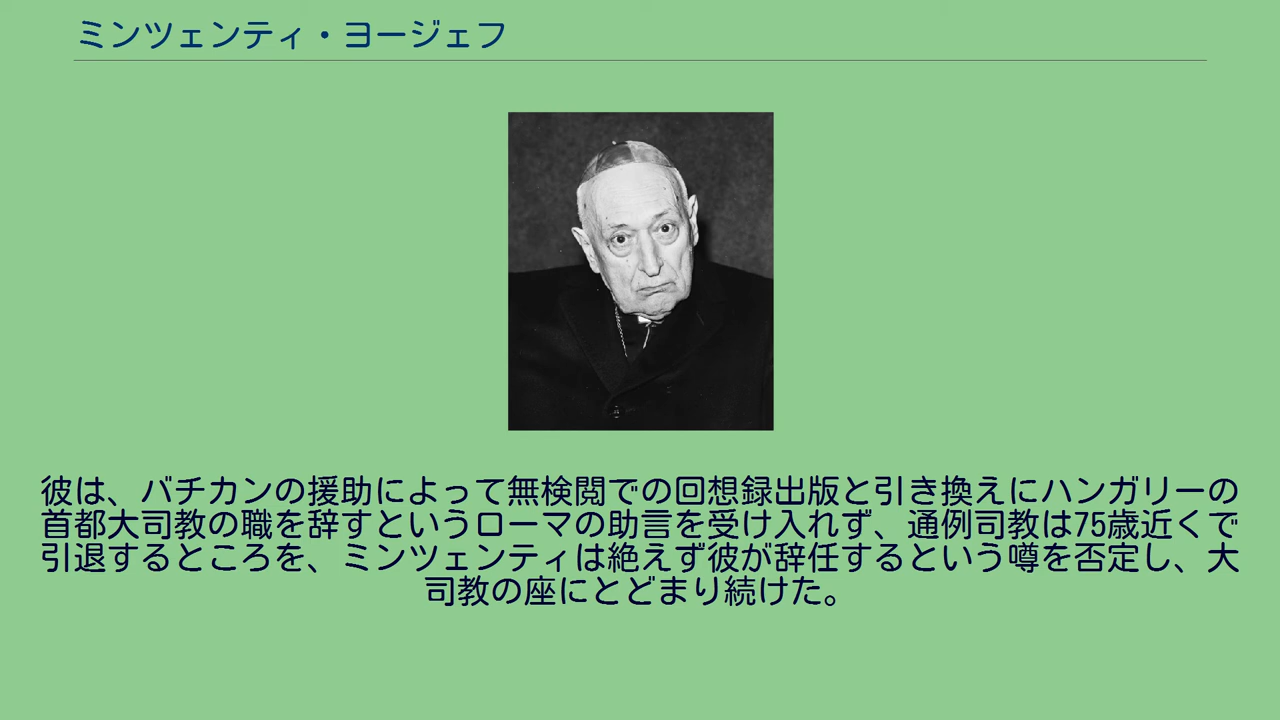 ミンツェンティ・ヨージェフ
彼は、バチカンの援助によって無検閲での回想録出版と引き換えにハンガリーの
首都大司教の職を辞すというローマの助言を受け入れず、通例司教は75歳近くで
引退するところを、ミンツェンティは絶えず彼が辞任するという噂を否定し、大
司教の座にとどまり続けた。